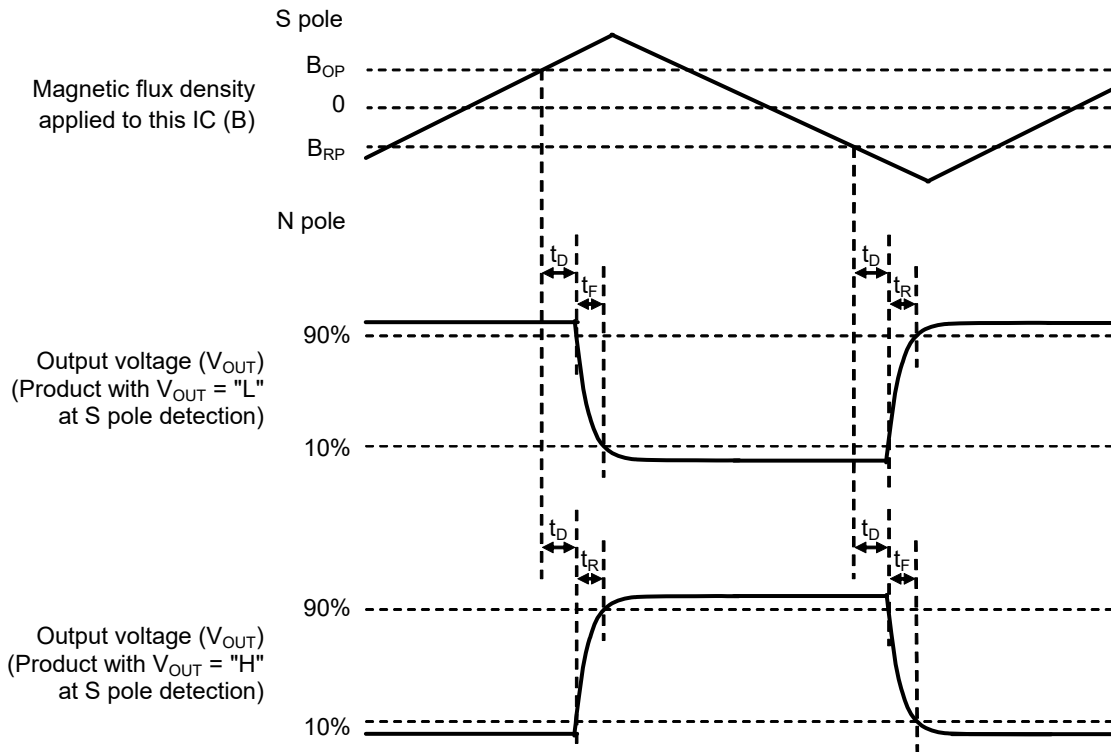 S pole
B_OP
Magnetic flux density
applied to this IC (B)
0
B_RP
N pole
t_D
t_F
t_D
t_R
90%
Output voltage (V_OUT)
(Product with V_OUT = "L"
at S pole detection)
10%
t_D
t_R
t_D
t_F
90%
Output voltage (V_OUT)
(Product with V_OUT = "H"
at S pole detection)
10%